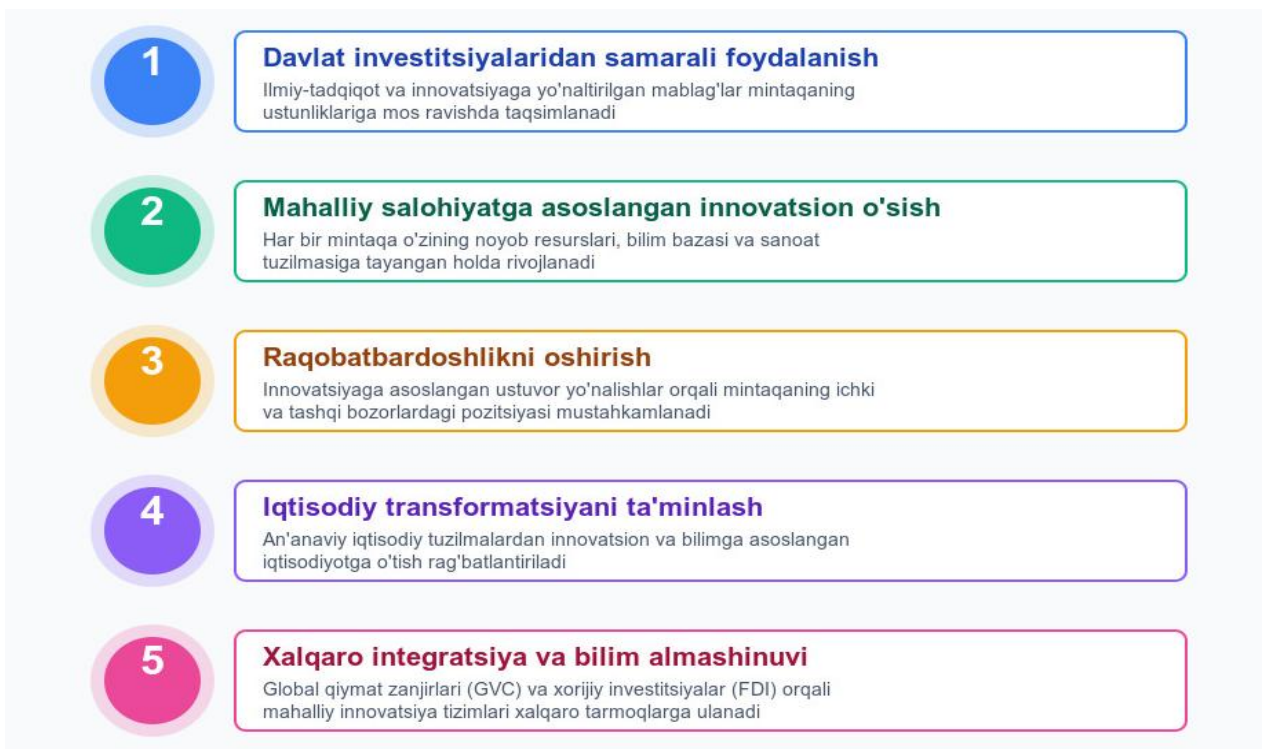 1
Davlat investitsiyalaridan samarali foydalanish
Ilmiy-tadqiqot va innovatsiyaga yo'naltirilgan mablag'lar mintaqaning
ustunliklariga mos ravishda taqsimlanadi
2
Mahalliy salohiyatga asoslangan innovatsion o'sish
Har bir mintaqa o'zining noyob resurslari, bilim bazasi va sanoat
tuzilmasiga tayangan holda rivojlanadi
3
Raqobatbardoshlikni oshirish
Innovatsiyaga asoslangan ustuvor yo'nalishlar orqali mintaqaning ichki
va tashqi bozorlardagi pozitsiyasi mustahkamlanadi
4
Iqtisodiy transformatsiyani ta'minlash
An'anaviy iqtisodiy tuzilmalardan innovatsion va bilimga asoslangan
iqtisodiyotga o'tish rag'batlantiriladi
5
Xalqaro integratsiya va bilim almashinuvi
Global qiymat zanjirlari (GVC) va xorijiy investitsiyalar (FDI) orqali
mahalliy innovatsiya tizimlari xalqaro tarmoqlarga ulanadi